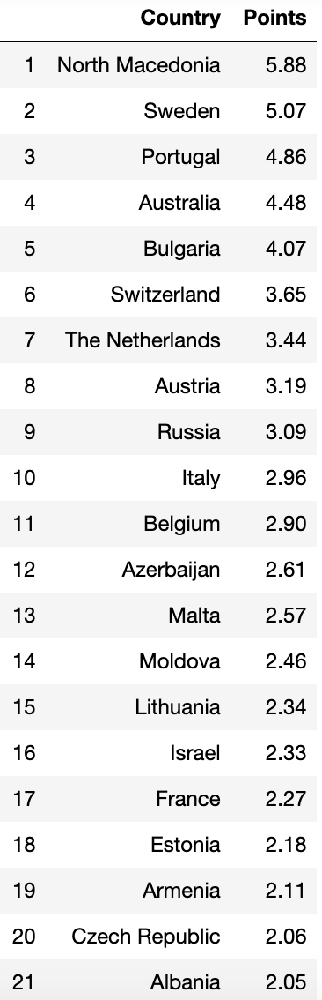 Country Points
1 North Macedonia 5.88
2 Sweden 5.07
3 Portugal 4.86
4 Australia 4.48
5 Bulgaria 4.07
6 Switzerland 3.65
7 The Netherlands 3.44
8 Austria 3.19
9 Russia 3.09
10 Italy 2.96
11 Belgium 2.90
12 Azerbaijan 2.61
13 Malta 2.57
14 Moldova 2.46
15 Lithuania 2.34
16 Israel 2.33
17 France 2.27
18 Estonia 2.18
19 Armenia 2.11
20 Czech Republic 2.06
21 Albania 2.05